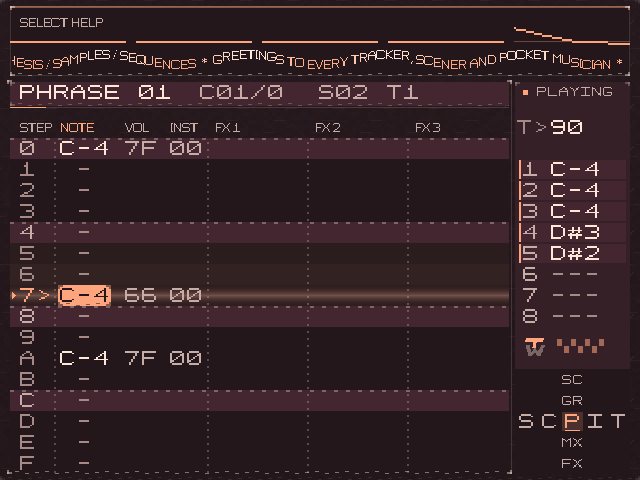 SELECT HELP
HESIS / SAMPLES / SEQUENCES * GREETINGS TO EVERY TRACKER, SCENER AND POCKET MUSICIAN *
PHRASE 01 C01/0 S02 T1
STEP NOTE VOL INST FX1 FX2 FX3
0 C-4 7F 00
1 -
2 -
3 -
4 -
5 -
6 -
7> C-4 66 00
8 -
9 -
A C-4 7F 00
B -
C -
D -
E -
F -
PLAYING
T>90
1 C-4
2 C-4
3 C-4
4 D#3
5 D#2
6 ---
7 ---
8 ---
TW
SC
GR
SCPIT
MX
FX